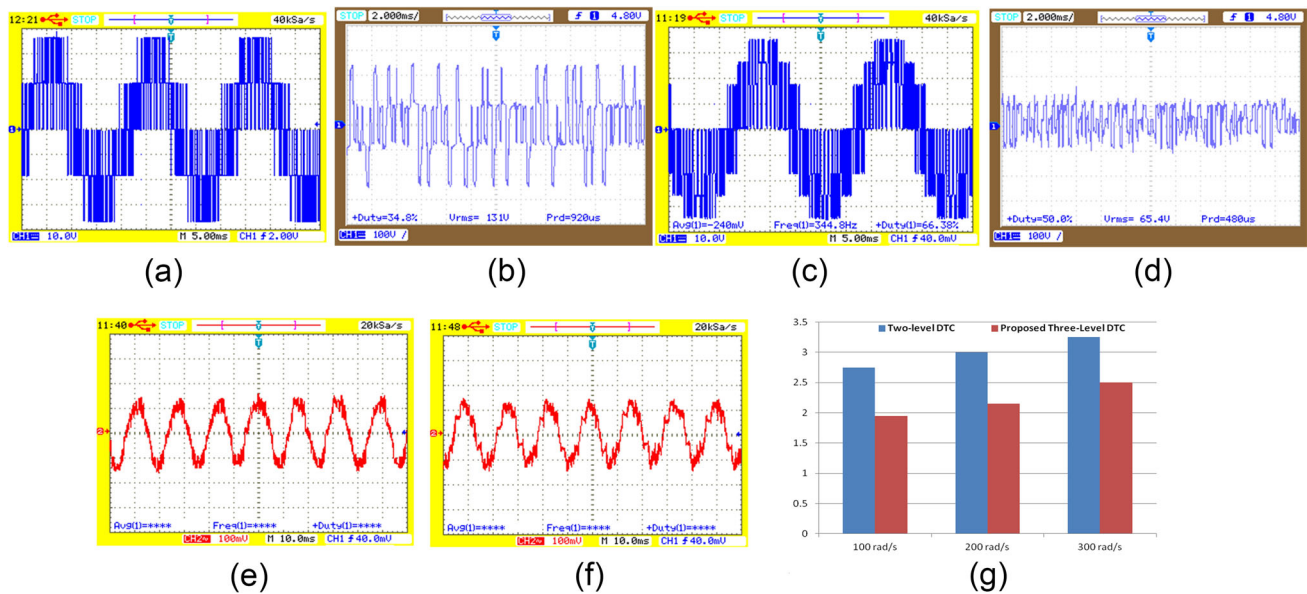 12:21 STOP 40kSa/s
T
1
CH1 10.0V M 5.00ms CH1 2.00V
(a)
STOP 2.000ms/ 1 4.80V
T
1
+Duty=34.8% Vrms= 131V Prd=920us
CH1 100V /
(b)
11:19 STOP 40kSa/s
T
1
Avg(1)=-240mV Freq(1)=344.8Hz +Duty(1)=66.38%
CH1 10.0V M 5.00ms CH1 40.0mV
(c)
STOP 2.000ms/ 1 4.80V
T
1
+Duty=50.0% Vrms= 65.4V Prd=480us
CH1 100V /
(d)
11:40 STOP 20kSa/s
T
2
Avg(1)=**** Freq(1)=**** +Duty(1)=****
CH2~ 100mV M 10.0ms CH1 40.0mV
(e)
11:48 STOP 20kSa/s
T
2
Avg(1)=**** Freq(1)=**** +Duty(1)=****
CH2~ 100mV M 10.0ms CH1 40.0mV
(f)
Two-level DTC Proposed Three-Level DTC
3.5
3
2.5
2
1.5
1
0.5
0
100 rad/s 200 rad/s 300 rad/s
(g)